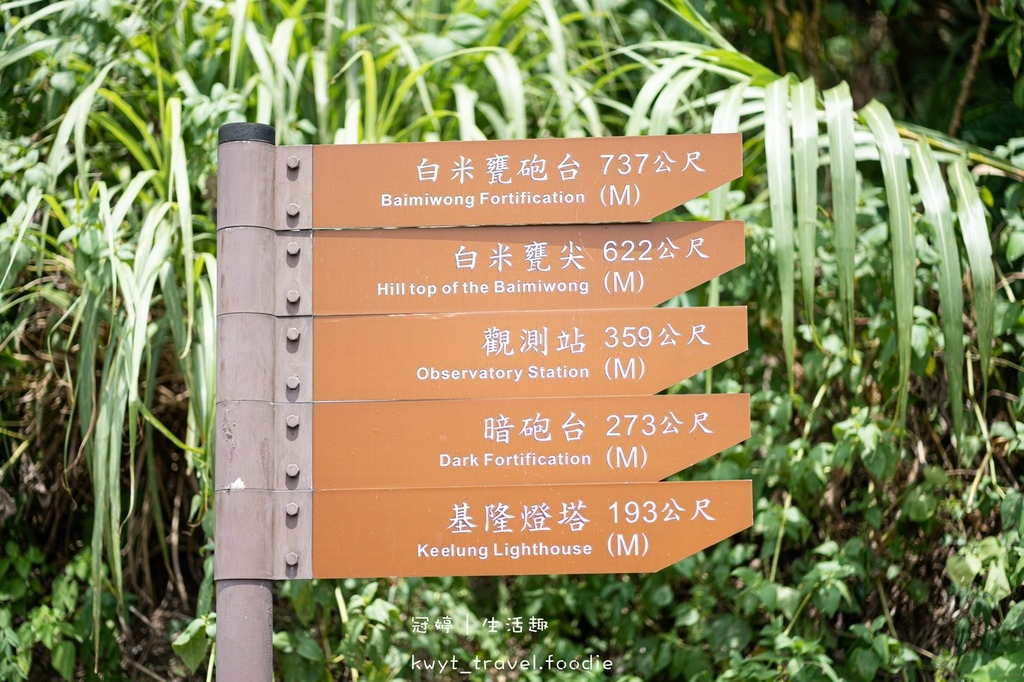 白米甕砲台 737公尺
Baimiwong Fortification (M)
白米甕尖 622公尺
Hill top of the Baimiwong (M)
觀測站 359公尺
Observatory Station (M)
暗砲台 273公尺
Dark Fortification (M)
基隆燈塔 193公尺
Keelung Lighthouse (M)
冠婷｜生活趣
kwyt_travel.foodie